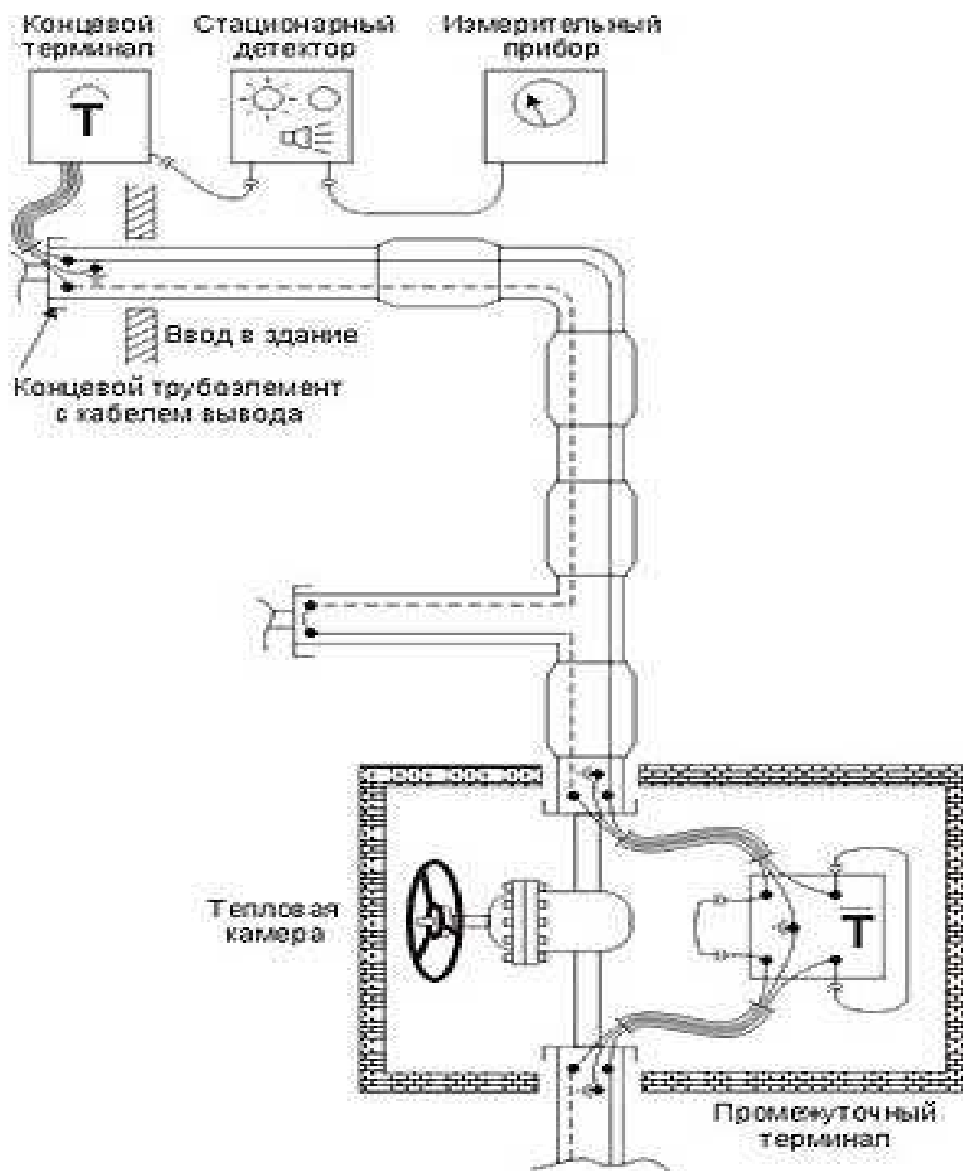 Концевой
терминал
Стационарный
детектор
Измерительный
прибор
T
Ввод в здание
Концевой трубоэлемент
с кабелем вывода
Тепловая
камера
T
Промежуточный
терминал